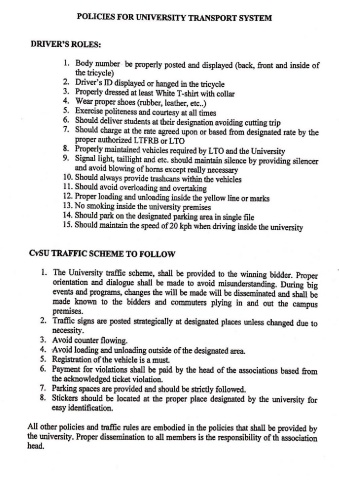 POLICIES FOR UNIVERSITY TRANSPORT SYSTEM
DRIVER'S ROLES:
1. Body number be properly posted and displayed (back, front and inside of
the tricycle)
2. Driver's ID displayed or hanged in the tricycle
3. Properly dressed at least White T-shirt with collar
4. Wear proper shoes (rubber, leather, etc..)
5. Exercise politeness and courtesy at all times
6. Should deliver students at their designation avoiding cutting trip
7. Should charge at the rate agreed upon or based from designated rate by the
proper authorized LTFRB or LTO
8. Properly maintained vehicles required by LTO and the University
9. Signal light, taillight and etc. should maintain silence by providing silencer
and avoid blowing of horns except really necessary
10. Should always provide trashcans within the vehicles
11. Should avoid overloading and overtaking
12. Proper loading and unloading inside the yellow line or marks
13. No smoking inside the university premises
14. Should park on the designated parking area in single file
15. Should maintain the speed of 20 kph when driving inside the university
CvSU TRAFFIC SCHEME TO FOLLOW
1. The University traffic scheme, shall be provided to the winning bidder. Proper
orientation and dialogue shall be made to avoid misunderstanding. During big
events and programs, changes the will be made will be disseminated and shall be
made known to the bidders and commuters plying in and out the campus
premises.
2. Traffic signs are posted strategically at designated places unless changed due to
necessity.
3. Avoid counter flowing.
4. Avoid loading and unloading outside of the designated area.
5. Registration of the vehicle is a must.
6. Payment for violations shall be paid by the head of the associations based from
the acknowledged ticket violation.
7. Parking spaces are provided and should be strictly followed.
8. Stickers should be located at the proper place designated by the university for
easy identification.
All other policies and traffic rules are embodied in the policies that shall be provided by
the university. Proper dissemination to all members is the responsibility of th association
head.